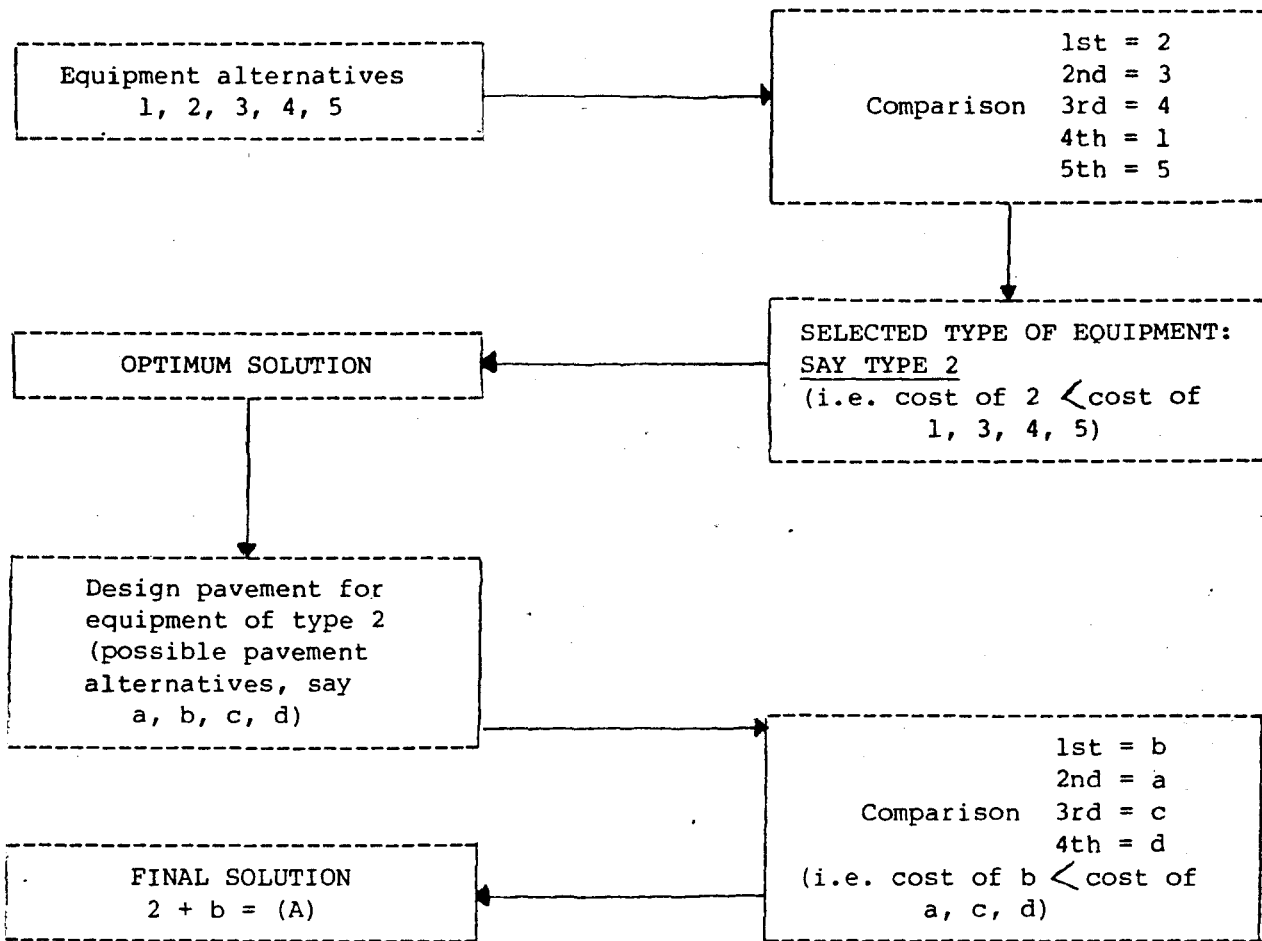 Equipment alternatives
1, 2, 3, 4, 5
1st = 2
2nd = 3
Comparison 3rd = 4
4th = 1
5th = 5
SELECTED TYPE OF EQUIPMENT:
SAY TYPE 2
(i.e. cost of 2 < cost of
1, 3, 4, 5)
OPTIMUM SOLUTION
Design pavement for
equipment of type 2
(possible pavement
alternatives, say
a, b, c, d)
1st = b
2nd = a
Comparison 3rd = c
4th = d
(i.e. cost of b < cost of
a, c, d)
FINAL SOLUTION
2 + b = (A)